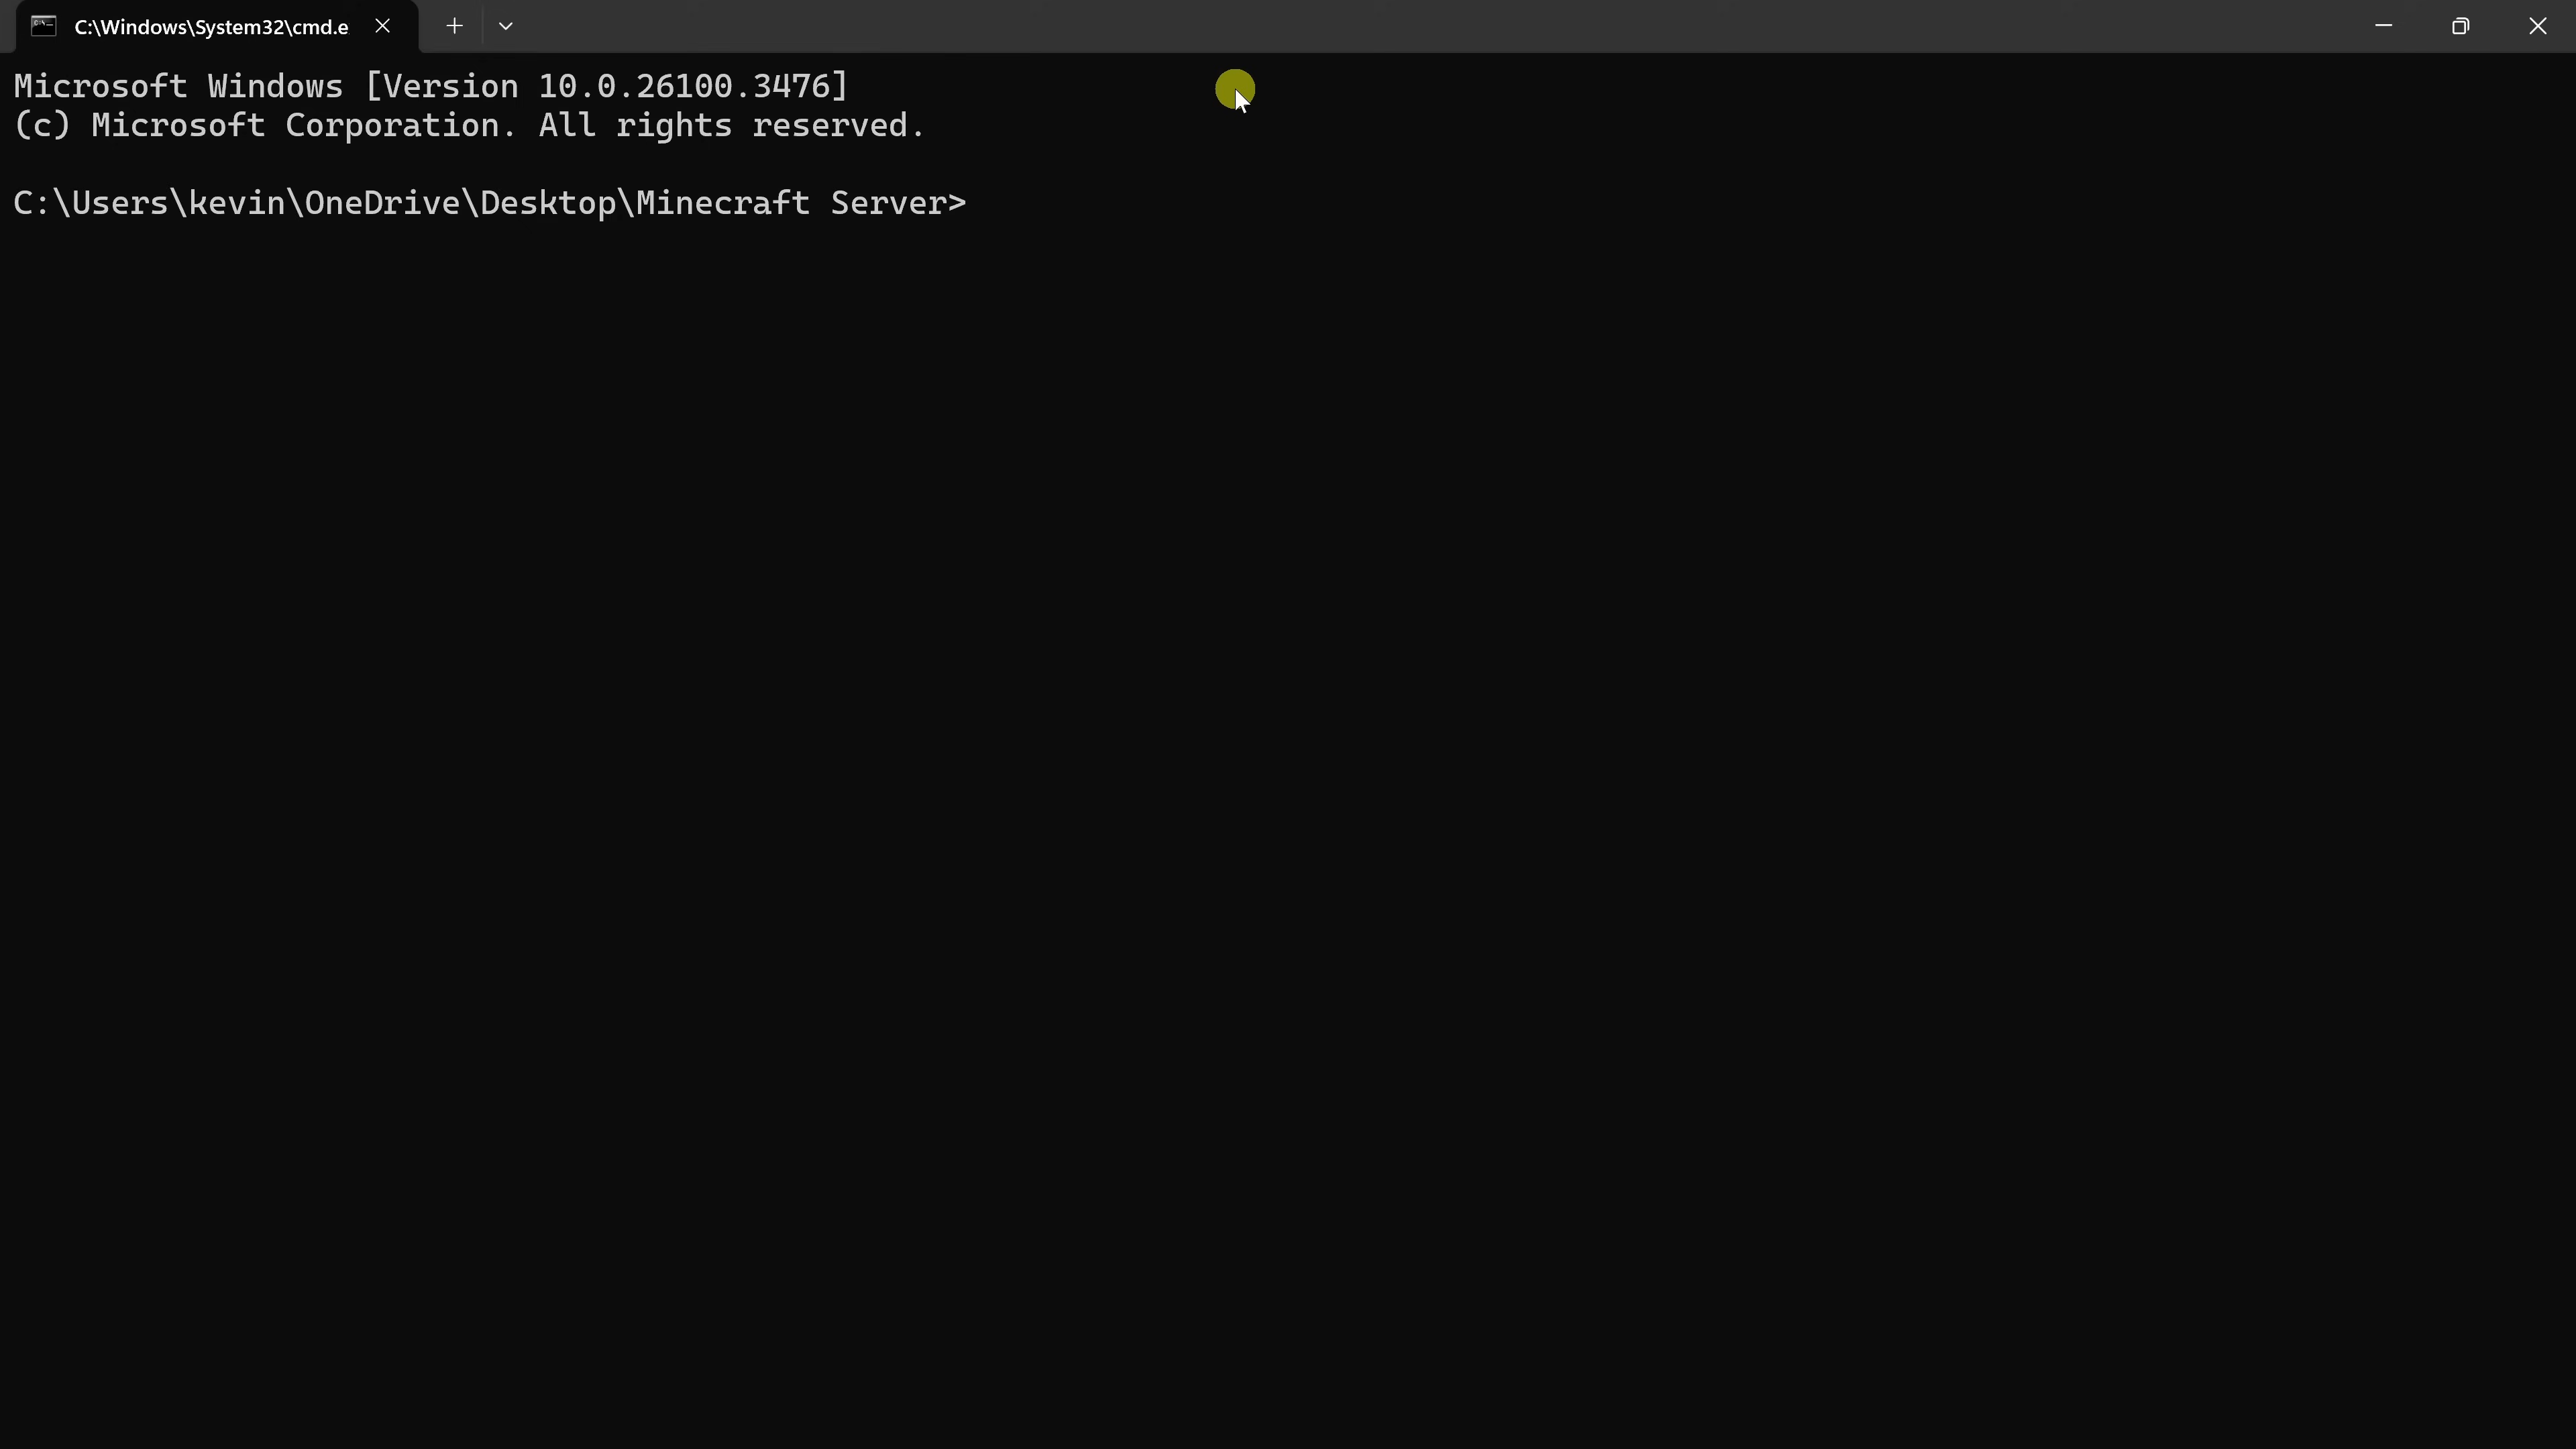 C:\Windows\System32\cmd.e
Microsoft Windows [Version 10.0.26100.3476]
(c) Microsoft Corporation. All rights reserved.
C:\Users\kevin\OneDrive\Desktop\Minecraft Server>